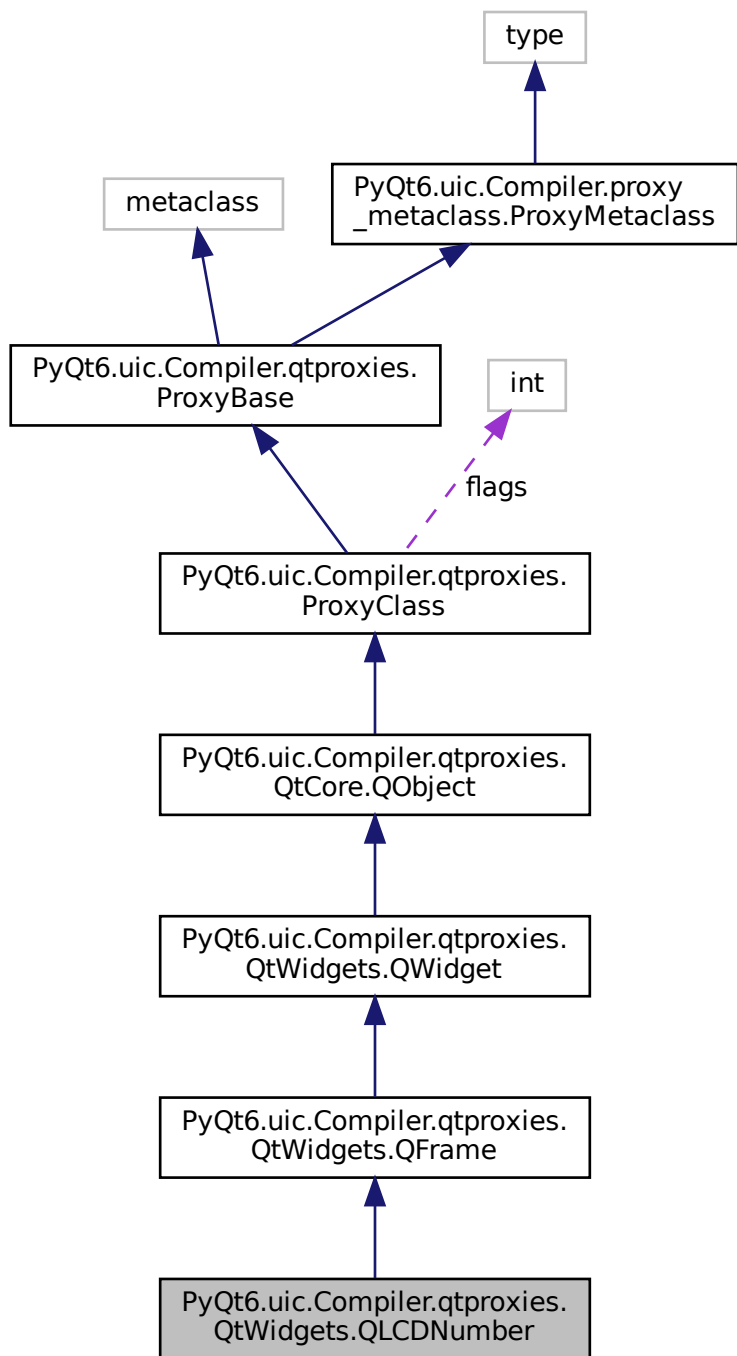 type
PyQt6.uic.Compiler.proxy
_metaclass.ProxyMetaclass
metaclass
PyQt6.uic.Compiler.qtproxies.
ProxyBase
int
flags
PyQt6.uic.Compiler.qtproxies.
ProxyClass
PyQt6.uic.Compiler.qtproxies.
QtCore.QObject
PyQt6.uic.Compiler.qtproxies.
QtWidgets.QWidget
PyQt6.uic.Compiler.qtproxies.
QtWidgets.QFrame
PyQt6.uic.Compiler.qtproxies.
QtWidgets.QLCDNumber